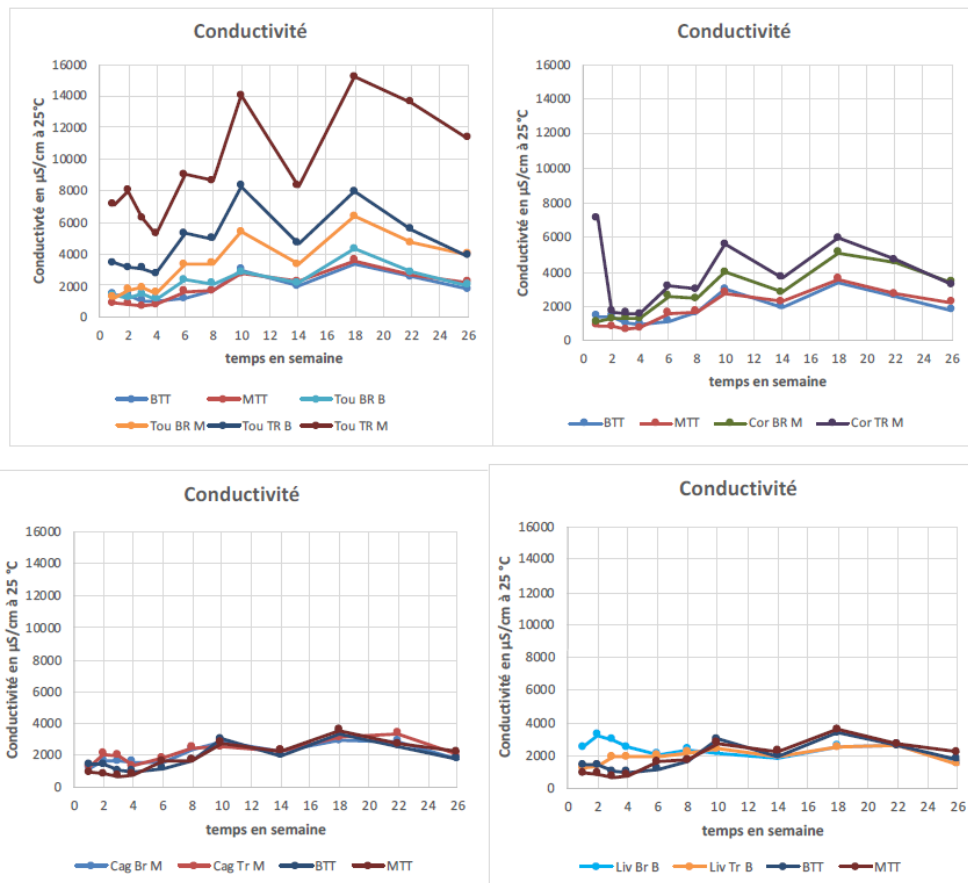 Conductivité
16000
14000
12000
10000
8000
6000
4000
2000
0
Conductivté en µS/cm à 25°C
0 2 4 6 8 10 12 14 16 18 20 22 24 26
temps en semaine
BTT MTT Tou BR B
Tou BR M Tou TR B Tou TR M
Conductivité
16000
14000
12000
10000
8000
6000
4000
2000
0
Conductivté en µS/cm à 25°C
0 2 4 6 8 10 12 14 16 18 20 22 24 26
temps en semaine
BTT MTT Cor BR M Cor TR M
Conductivité
16000
14000
12000
10000
8000
6000
4000
2000
0
Conductivité en µS/cm à 25 °C
0 2 4 6 8 10 12 14 16 18 20 22 24 26
temps en semaine
Cag Br M Cag Tr M BTT MTT
Conductivité
16000
14000
12000
10000
8000
6000
4000
2000
0
Conductivité en µS/cm à 25 °C
0 2 4 6 8 10 12 14 16 18 20 22 24 26
temps en semaine
Liv Br B Liv Tr B BTT MTT